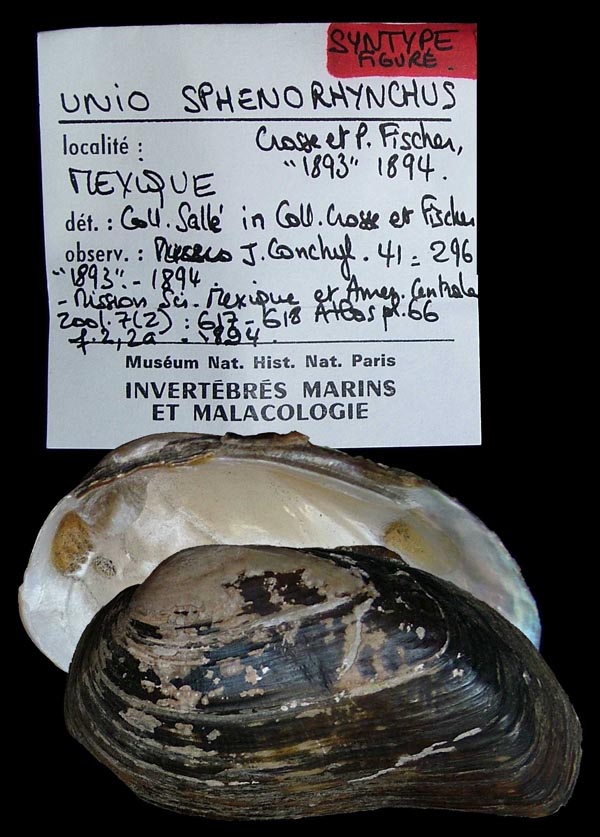 SYNTYPE
FIGURÉ.
UNIO SPHENORHYNCHUS
localité : Crosse et P. Fischer,
"1893" 1894.
MEXIQUE
dét. : Coll. Sallé in Coll. Crosse et Fischer
observ. : J. Conchyl. 41 : 296
"1893" - 1894.
- Mission Sci. Mexique et Amer. Centrale
Zool. 7(2) : 617-618 Atlas pl. 66
f. 2, 2a - 1894.
Muséum Nat. Hist. Nat. Paris
INVERTÉBRÉS MARINS
ET MALACOLOGIE